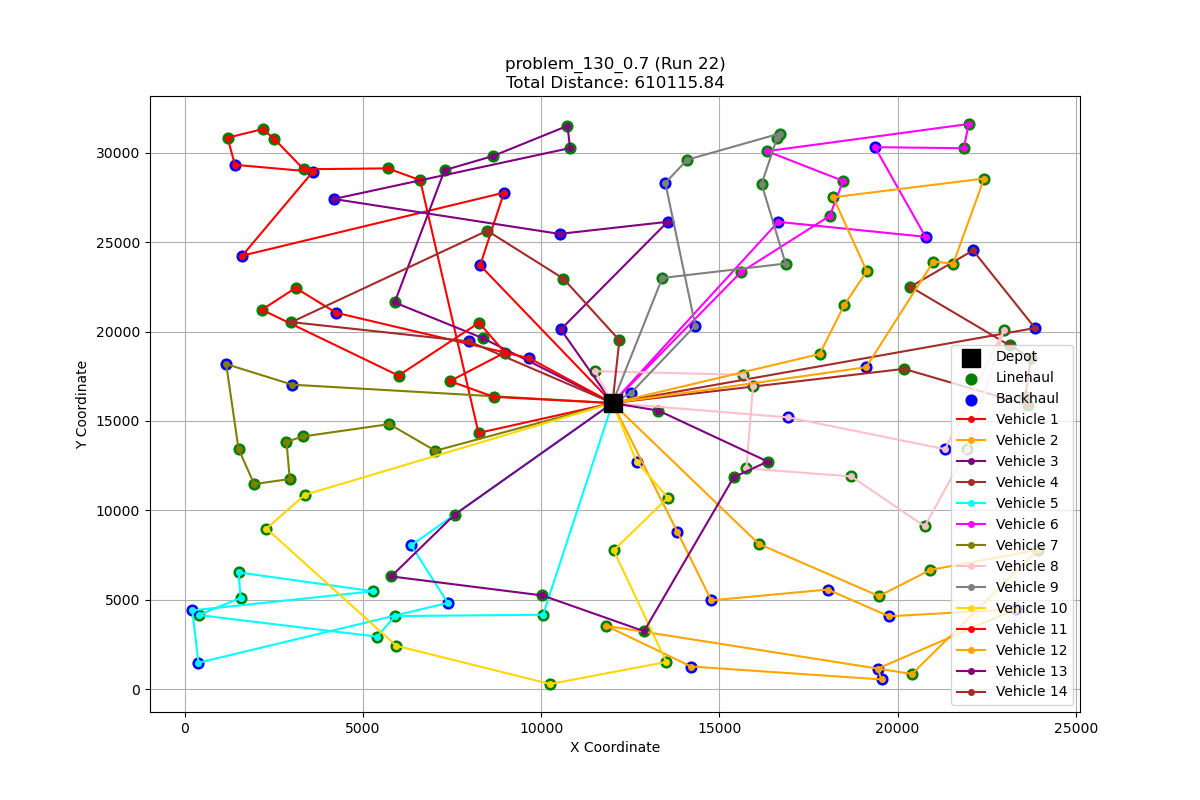 problem_130_0.7 (Run 22)
Total Distance: 610115.84
Y Coordinate
30000
25000
20000
15000
10000
5000
0
Depot
Linehaul
Backhaul
Vehicle 1
Vehicle 2
Vehicle 3
Vehicle 4
Vehicle 5
Vehicle 6
Vehicle 7
Vehicle 8
Vehicle 9
Vehicle 10
Vehicle 11
Vehicle 12
Vehicle 13
Vehicle 14
0 5000 10000 15000 20000 25000
X Coordinate